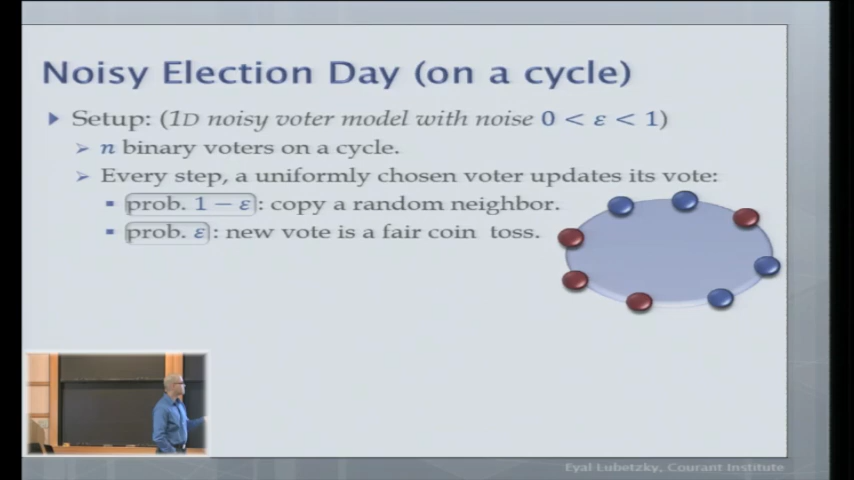 Noisy Election Day (on a cycle)
Setup: (1D noisy voter model with noise 0 < ε < 1)
n binary voters on a cycle.
Every step, a uniformly chosen voter updates its vote:
prob. 1 − ε : copy a random neighbor.
prob. ε : new vote is a fair coin toss.
Eyal Lubetzky, Courant Institute